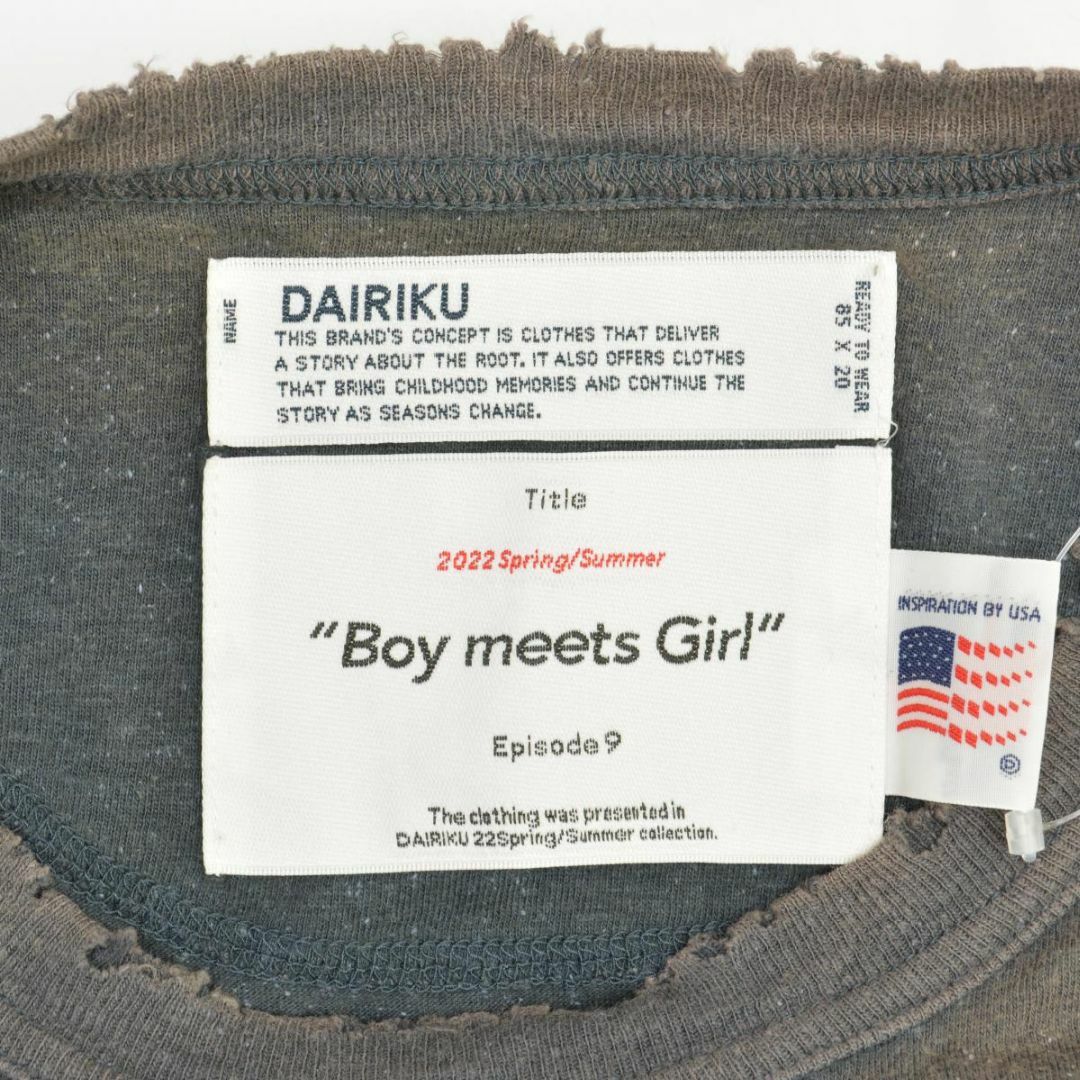 NAME
DAIRIKU
THIS BRAND'S CONCEPT IS CLOTHES THAT DELIVER
A STORY ABOUT THE ROOT. IT ALSO OFFERS CLOTHES
THAT BRING CHILDHOOD MEMORIES AND CONTINUE THE
STORY AS SEASONS CHANGE.
READY TO WEAR
85 X 20
Title
2022 Spring/Summer
"Boy meets Girl"
Episode 9
The clothing was presented in
DAIRIKU 22Spring/Summer collection.
INSPIRATION BY USA
D